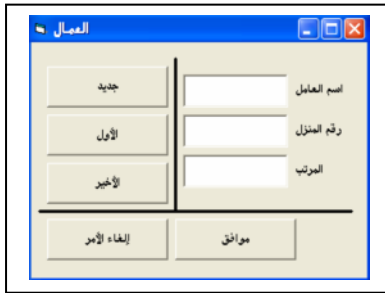 العمال
اسم العامل
جديد
رقم المنزل
الأول
المرتب
الأخير
موافق
إلغاء الأمر